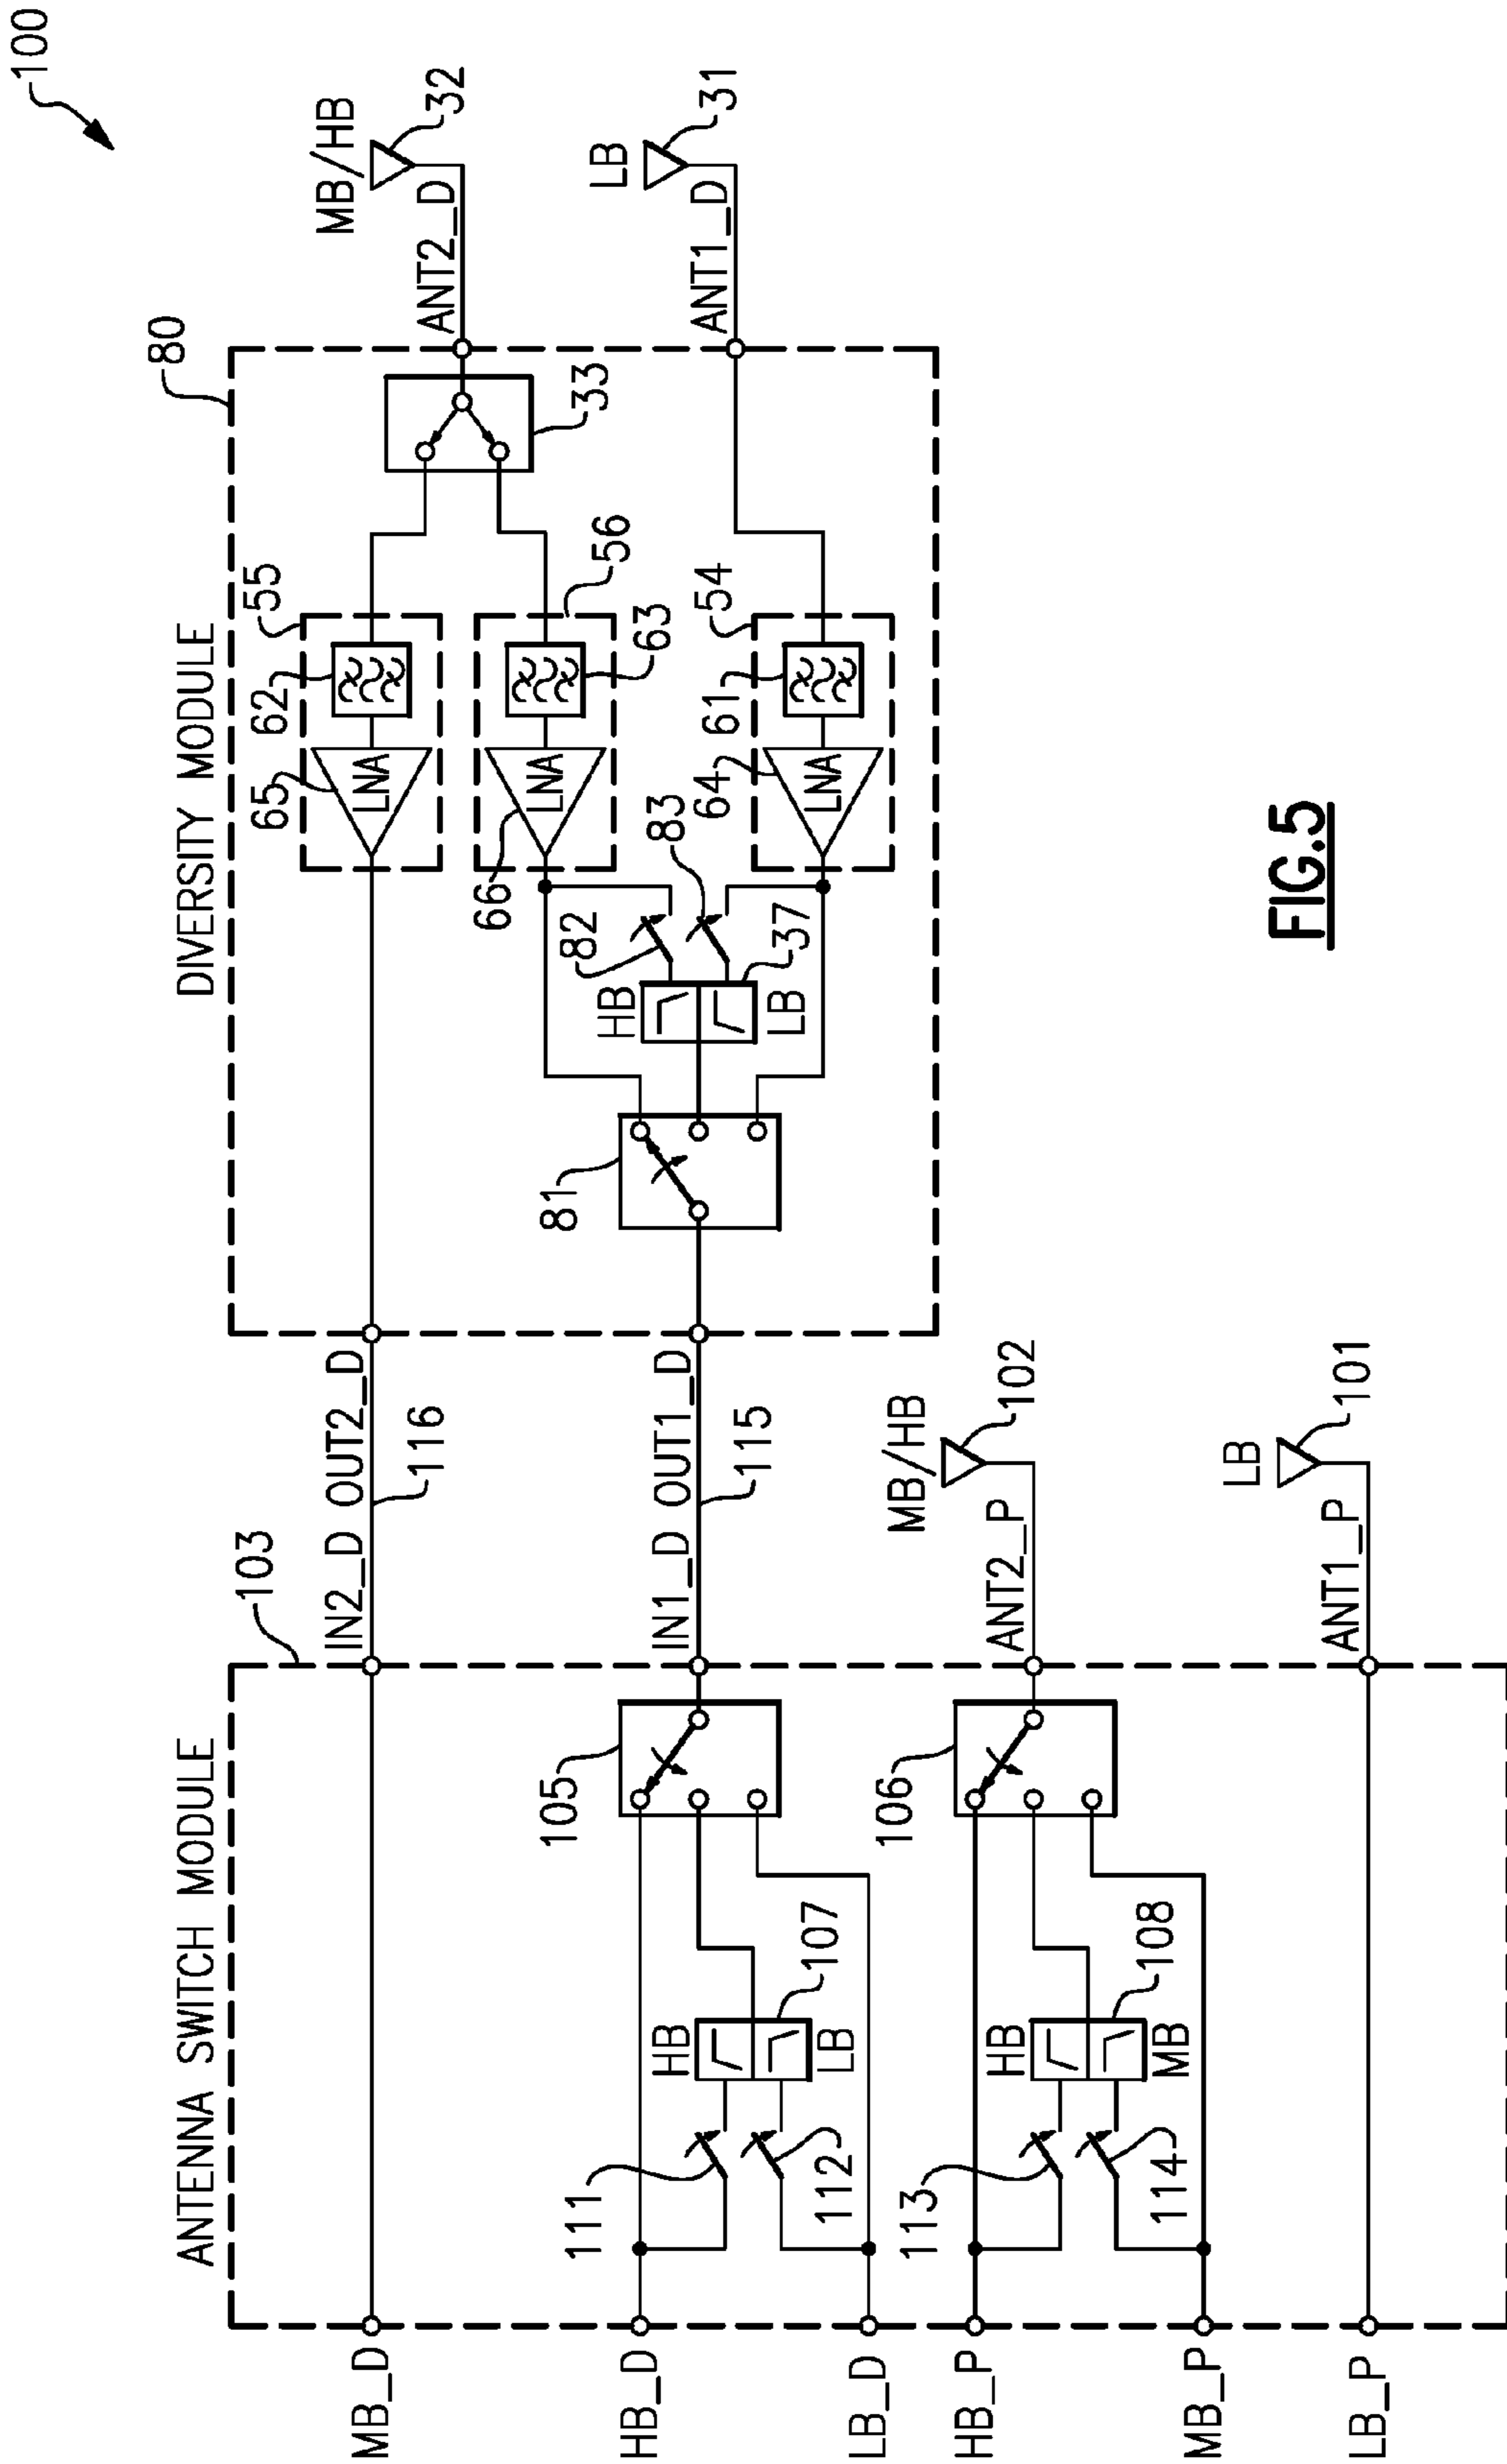 100
ANTENNA SWITCH MODULE
103
DIVERSITY MODULE
80
MB_D
IN2_D
OUT2_D
116
65
LNA
62
55
MB/HB
32
ANT2_D
33
HB_D
111
HB
105
IN1_D
OUT1_D
115
81
HB
82
66
LNA
63
56
112
LB
107
LB
37
83
LB_D
64
LNA
61
54
LB
31
ANT1_D
HB_P
113
HB
106
MB/HB
102
ANT2_P
114
MB
108
MB_P
LB
101
ANT1_P
LB_P
FIG.5